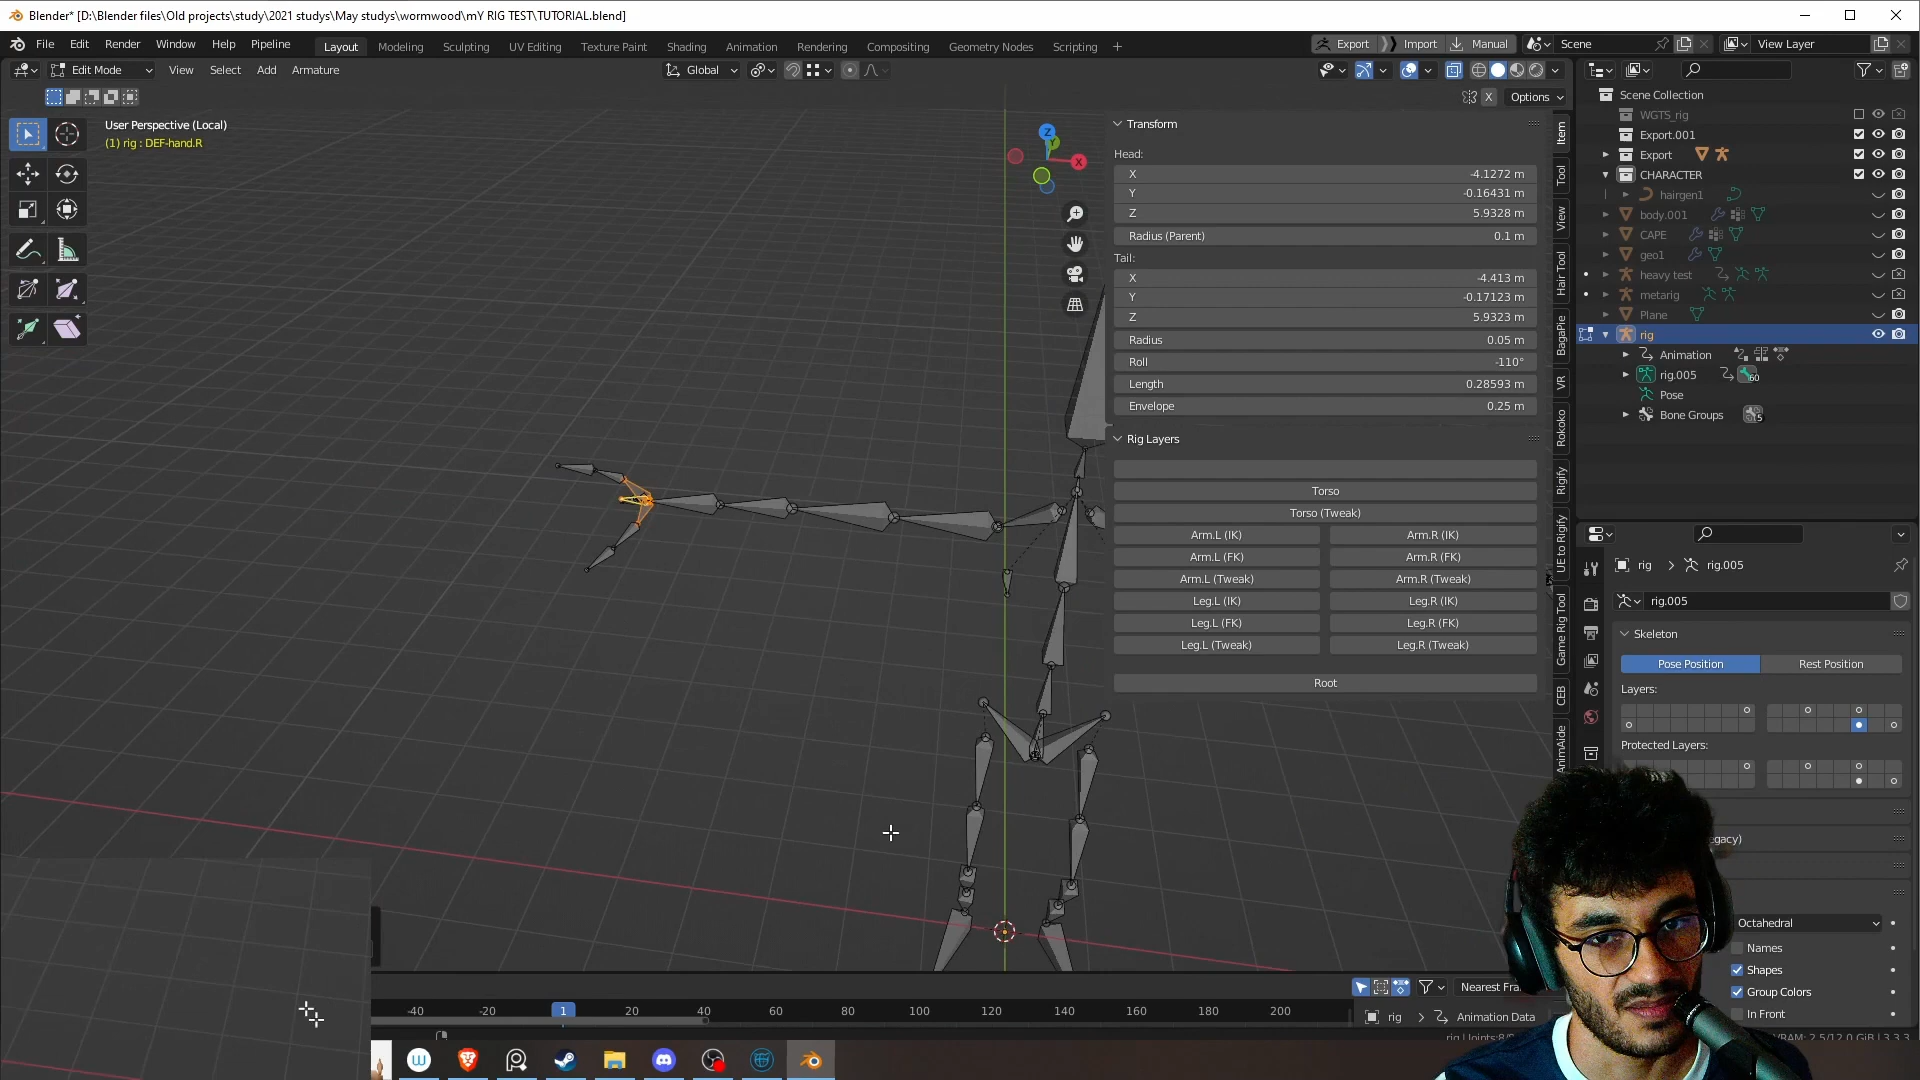 Blender* [D:\Blender files\Old projects\study\2021 studys\May studys\wormwood\mY RIG TEST\TUTORIAL.blend]
File Edit Render Window Help Pipeline Layout Modeling Sculpting UV Editing Texture Paint Shading Animation Rendering Compositing Geometry Nodes Scripting + Export Import Manual Scene View Layer
Edit Mode View Select Add Armature Global
X Options
User Perspective (Local)
(1) rig : DEF-hand.R
Z
Y
X
Transform
Head:
X -4.1272 m
Y -0.16431 m
Z 5.9328 m
Radius (Parent) 0.1 m
Tail:
X -4.413 m
Y -0.17123 m
Z 5.9323 m
Radius 0.05 m
Roll -110°
Length 0.28593 m
Envelope 0.25 m
Rig Layers
Torso
Torso (Tweak)
Arm.L (IK) Arm.R (IK)
Arm.L (FK) Arm.R (FK)
Arm.L (Tweak) Arm.R (Tweak)
Leg.L (IK) Leg.R (IK)
Leg.L (FK) Leg.R (FK)
Leg.L (Tweak) Leg.R (Tweak)
Root
Item
Tool
View
Hair Tool
BagaPie
VR
Rokoko
Rigify
UE to Rigify
Game Rig Tool
CEB
AnimAide
Scene Collection
WGTS_rig
Export.001
Export
CHARACTER
hairgen1
body.001
CAPE
geo1
heavy test
metarig
Plane
rig
Animation
rig.005 60
Pose
Bone Groups 5
rig > rig.005
rig.005
Skeleton
Pose Position Rest Position
Layers:
Protected Layers:
egacy)
Octahedral
Names
Shapes
Group Colors
In Front
Nearest Fra
-40 -20 1 20 40 60 80 100 120 140 160 180 200
rig > Animation Data